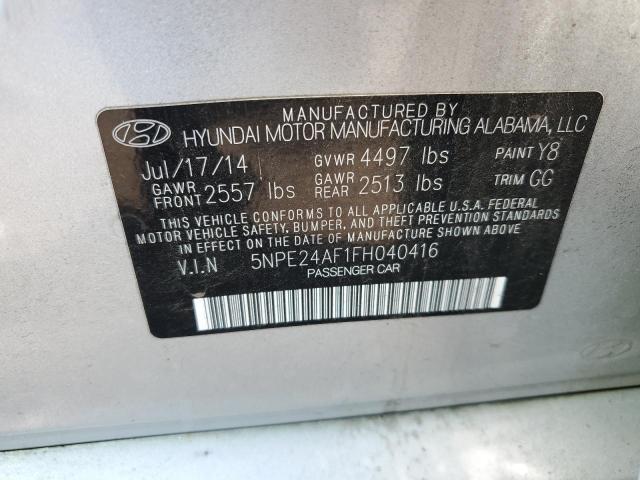 MANUFACTURED BY
HYUNDAI MOTOR MANUFACTURING ALABAMA, LLC
Jul/17/14 GVWR 4497 lbs PAINT Y8
GAWR FRONT 2557 lbs GAWR REAR 2513 lbs TRIM GG
THIS VEHICLE CONFORMS TO ALL APPLICABLE U.S.A. FEDERAL
MOTOR VEHICLE SAFETY, BUMPER, AND THEFT PREVENTION STANDARDS
IN EFFECT ON THE DATE OF MANUFACTURE SHOWN ABOVE.
V.I.N 5NPE24AF1FH040416
PASSENGER CAR